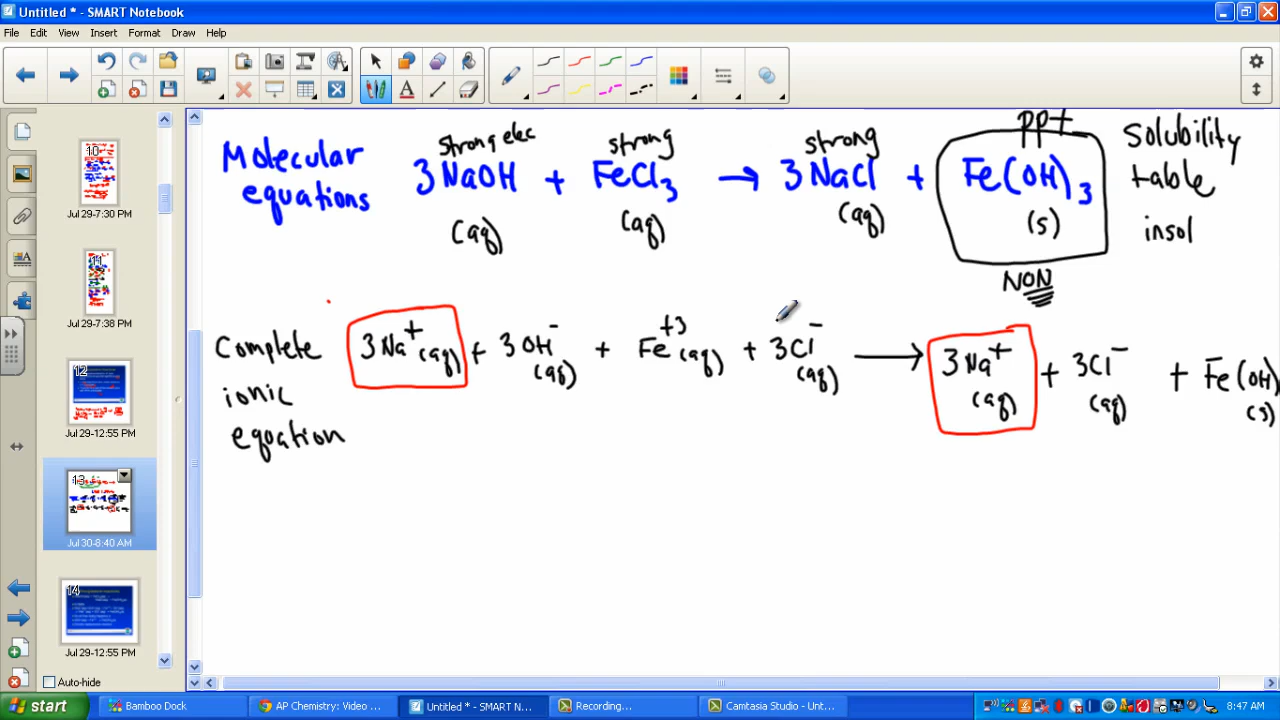 Untitled * - SMART Notebook
File Edit View Insert Format Draw Help
10
Jul 29-7:30 PM
11
Jul 29-7:38 PM
12
Jul 29-12:55 PM
13
Jul 30-8:40 AM
14
Jul 29-12:55 PM
Auto-hide
ppt
strong elec strong strong Solubility
Molecular 3 NaOH + FeCl3 → 3 NaCl + Fe(OH)3 table
equations (aq) (aq) (aq) (s) insol
NON
Complete 3 Na+ (aq) + 3 OH- (aq) + Fe+3 (aq) + 3 Cl- (aq) → 3 Na+ (aq) + 3 Cl- (aq) + Fe(OH) (s)
ionic
equation
start Bamboo Dock AP Chemistry: Video ... Untitled * - SMART N... Recording... Camtasia Studio - Unt... 8:47 AM